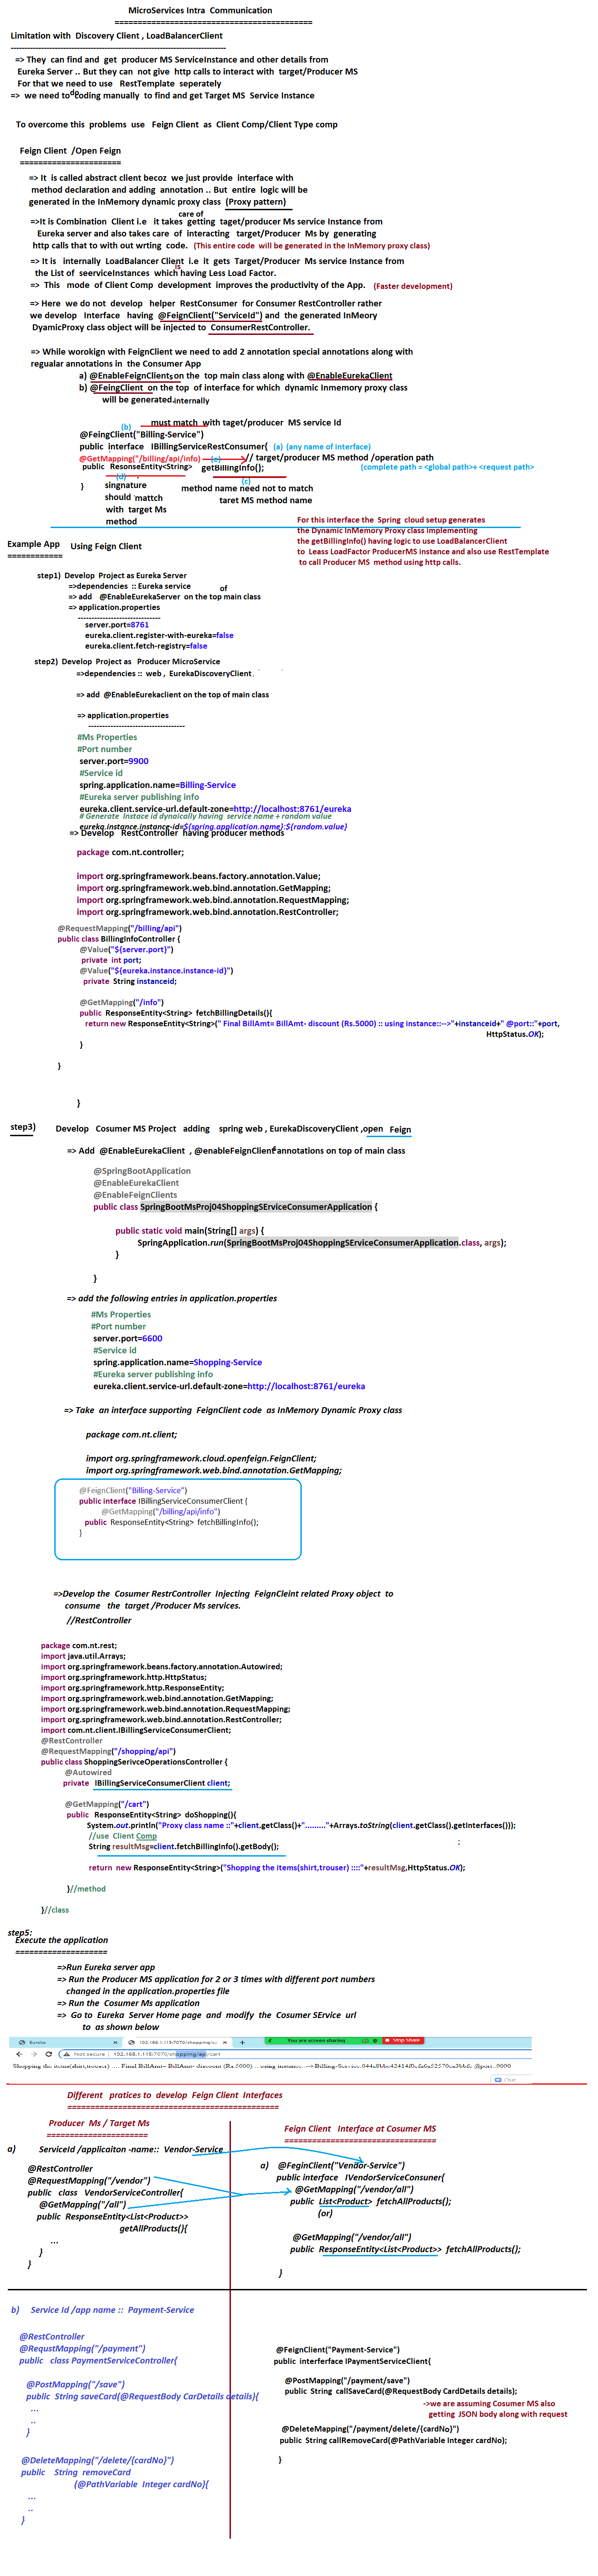 MicroServices Intra  Communication
===========================================
Limitation with  Discovery Client , LoadBalancerClient
-------------------------------------------------------------------------------
=> They  can find and  get  producer MS ServiceInstance and other details from
Eureka Server .. But they can  not give  http calls to interact with  target/Producer MS
For that we need to use   RestTemplate  seperately
=>  we need to do coding manually  to find and get Target MS  Service Instance
To overcome this  problems  use   Feign Client  as  Client Comp/Client Type comp
Feign Client  /Open Feign
======================
=> It  is called abstract client becoz  we just provide  interface with
method declaration and adding  annotation .. But  entire  logic will be
generated in the InMemory dynamic proxy class  (Proxy pattern)
care of
=>It is Combination  Client i.e   it takes  getting  taget/producer Ms service Instance from
Eureka server and also takes care  of  interacting   target/Producer  Ms by  generating
http calls that to with out wrting  code.  (This entire code  will be generated in the InMemory proxy class)
=> It is   internally  LoadBalancer Client  i.e  it  gets  Target/Producer  Ms service Instance from
the List of  seerviceInstances  which is having Less Load Factor.
=>  This   mode  of Client Comp  development  improves the productivity of the App.   (Faster development)
=> Here  we do not  develop   helper  RestConsumer  for Consumer RestController rather
we develop   Interface   having  @FeignClient("ServiceId") and  the generated InMeory
DyamicProxy class object will be injected to  ConsumerRestController.
=> While worokign with FeignClient we need to add 2 annotation special annotations along with
regualar annotations in  the Consumer App
a) @EnableFeignClients on the  top main class along with @EnableEurekaClient
b) @FeingClient  on the top  of interface for which  dynamic Inmemory proxy class
will be generated.internally
(b)
must match  with taget/producer  MS service Id
@FeingClient("Billing-Service")
public  interface   IBillingServiceRestConsumer{  (a)  (any name of interface)
@GetMapping("/billing/api/info)    (e)    // target/producer MS method /operation path
public  ResponseEntity<String>    getBillingInfo();    (complete path = <global path>+ <request path>
(d)    (c)
}
singnature
should  mattch
with  target Ms
method
method name need not to match
taret MS method name
For this interface the  Spring  cloud setup generates
the Dynamic InMemory Proxy class implementing
the getBillingInfo() having logic to use LoadBalancerClient
to  Leass LoadFactor ProducerMS instance and also use RestTemplate
to call Producer MS  method using http calls.
Example App    Using Feign Client
============
step1)  Develop  Project as Eureka Server
=>dependencies  :: Eureka service
of
=> add    @EnableEurekaServer  on the top main class
=> application.properties
------------------------------
server.port=8761
eureka.client.register-with-eureka=false
eureka.client.fetch-registry=false
step2)  Develop  Project as   Producer MicroService
=>dependencies ::  web ,  EurekaDiscoveryClient ,
=> add  @EnableEurekaclient on the top of main class
=> application.properties
-----------------------------------
#Ms Properties
#Port number
server.port=9900
#Service id
spring.application.name=Billing-Service
#Eureka server publishing info
eureka.client.service-url.default-zone=http://localhost:8761/eureka
# Generate  Instace id dynaically having  service name + random value
eureka.instance.instance-id=${spring.application.name}:${random.value}
=> Develop   RestController  having producer methods
package com.nt.controller;
import org.springframework.beans.factory.annotation.Value;
import org.springframework.web.bind.annotation.GetMapping;
import org.springframework.web.bind.annotation.RequestMapping;
import org.springframework.web.bind.annotation.RestController;
@RequestMapping("/billing/api")
public class BillingInfoController {
@Value("${server.port}")
private  int port;
@Value("${eureka.instance.instance-id}")
private  String instanceid;
@GetMapping("/info")
public  ResponseEntity<String>  fetchBillingDetails(){
return new ResponseEntity<String>(" Final BillAmt= BillAmt- discount (Rs.5000) :: using instance::-->"+instanceid+" @port::"+port,
HttpStatus.OK);
}
}
}
step3)    Develop   Cosumer MS Project   adding    spring web , EurekaDiscoveryClient ,open  Feign
=> Add  @EnableEurekaClient  , @enableFeignClient annotations on top of main class
@SpringBootApplication
@EnableEurekaClient
@EnableFeignClients
public class SpringBootMsProj04ShoppingSErviceConsumerApplication {
public static void main(String[] args) {
SpringApplication.run(SpringBootMsProj04ShoppingSErviceConsumerApplication.class, args);
}
}
=> add the following entries in application.properties
#Ms Properties
#Port number
server.port=6600
#Service id
spring.application.name=Shopping-Service
#Eureka server publishing info
eureka.client.service-url.default-zone=http://localhost:8761/eureka
=> Take  an interface supporting  FeignClient code  as InMemory Dynamic Proxy class
package com.nt.client;
import org.springframework.cloud.openfeign.FeignClient;
import org.springframework.web.bind.annotation.GetMapping;
@FeignClient("Billing-Service")
public interface IBillingServiceConsumerClient {
@GetMapping("/billing/api/info")
public  ResponseEntity<String>  fetchBillingInfo();
}
=>Develop the  Cosumer RestrController  Injecting  FeignCleint related Proxy object  to
consume   the  target /Producer Ms services.
//RestController
package com.nt.rest;
import java.util.Arrays;
import org.springframework.beans.factory.annotation.Autowired;
import org.springframework.http.HttpStatus;
import org.springframework.http.ResponseEntity;
import org.springframework.web.bind.annotation.GetMapping;
import org.springframework.web.bind.annotation.RequestMapping;
import org.springframework.web.bind.annotation.RestController;
import com.nt.client.IBillingServiceConsumerClient;
@RestController
@RequestMapping("/shopping/api")
public class ShoppingSerivceOperationsController {
@Autowired
private  IBillingServiceConsumerClient client;
@GetMapping("/cart")
public  ResponseEntity<String>  doShopping(){
System.out.println("Proxy class name ::"+client.getClass()+"........."+Arrays.toString(client.getClass().getInterfaces()));
//use  Client Comp
String resultMsg=client.fetchBillingInfo().getBody();    ;
return  new ResponseEntity<String>("Shopping the items(shirt,trouser) ::::"+resultMsg,HttpStatus.OK);
}//method
}//class
step5:
Execute the application
====================
=>Run Eureka server app
=> Run the Producer MS application for 2 or 3 times with different port numbers
changed in the application.properties file
=> Run the  Cosumer Ms application
=>  Go to  Eureka  Server Home page  and  modify  the  Cosumer SErvice  url
to  as shown below
Eureka    192.168.1.115:7070/shopping/    You are screen sharing    Stop Share
Not secure | 192.168.1.115:7070/shopping/api/cart
Chat
Different   pratices to  develop  Feign Client  Interfaces
==============================================
Producer  Ms / Target Ms
======================
a)    ServiceId /applicaiton -name::  Vendor-Service
@RestController
@RequestMapping("/vendor")
public   class   VendorServiceController{
@GetMapping("/all")
public  ResponseEntity<List<Product>>
getAllProducts(){
...
}
}
Feign Client   Interface at Cosumer MS
=================================
a)    @FeginClient("Vendor-Service")
public interface   IVendorServiceConsuner{
@GetMapping("/vendor/all")
public  List<Product>  fetchAllProducts();
(or)
@GetMapping("/vendor/all")
public  ResponseEntity<List<Product>>  fetchAllProducts();
}
b)    Service Id /app name ::  Payment-Service
@RestController
@RequstMapping("/payment")
public   class PaymentServiceController{
@PostMapping("/save")
public  String saveCard(@RequestBody CarDetails details){
...
..
}
@DeleteMapping("/delete/{cardNo}")
public    String  removeCard
(@PathVariable  Integer cardNo){
...
..
}
@FeignClient("Payment-Service")
public  interferface IPaymentServiceClient{
@PostMapping("/payment/save")
public  String  callSaveCard(@RequestBody CardDetails details);
->we are assuming Cosumer MS also
getting  JSON body along with request
@DeleteMapping("/payment/delete/{cardNo}")
public  String callRemoveCard(@PathVariable Integer cardNo);
}